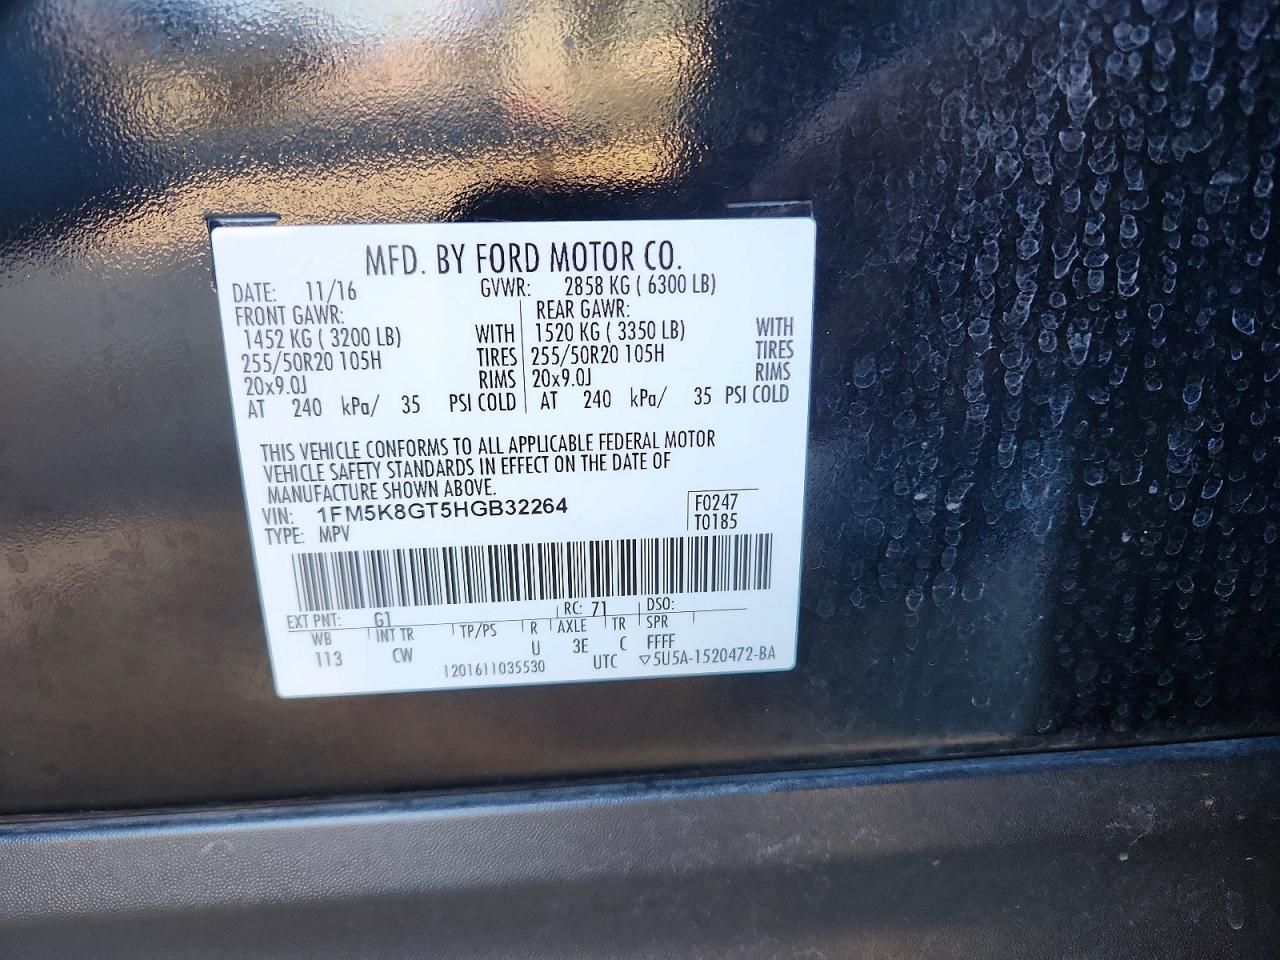 MFD. BY FORD MOTOR CO.
DATE: 11/16 GVWR: 2858 KG ( 6300 LB)
FRONT GAWR: REAR GAWR:
1452 KG ( 3200 LB) WITH 1520 KG ( 3350 LB) WITH
255/50R20 105H TIRES 255/50R20 105H TIRES
20x9.0J RIMS 20x9.0J RIMS
AT 240 kPa/ 35 PSI COLD AT 240 kPa/ 35 PSI COLD
THIS VEHICLE CONFORMS TO ALL APPLICABLE FEDERAL MOTOR
VEHICLE SAFETY STANDARDS IN EFFECT ON THE DATE OF
MANUFACTURE SHOWN ABOVE.
VIN: 1FM5K8GT5HGB32264 F0247
TYPE: MPV T0185
EXT PNT: G1 RC: 71 DSO:
WB INT TR TP/PS R AXLE TR SPR
113 CW U 3E C FFFF
1201611035530 UTC ▽5U5A-1520472-BA